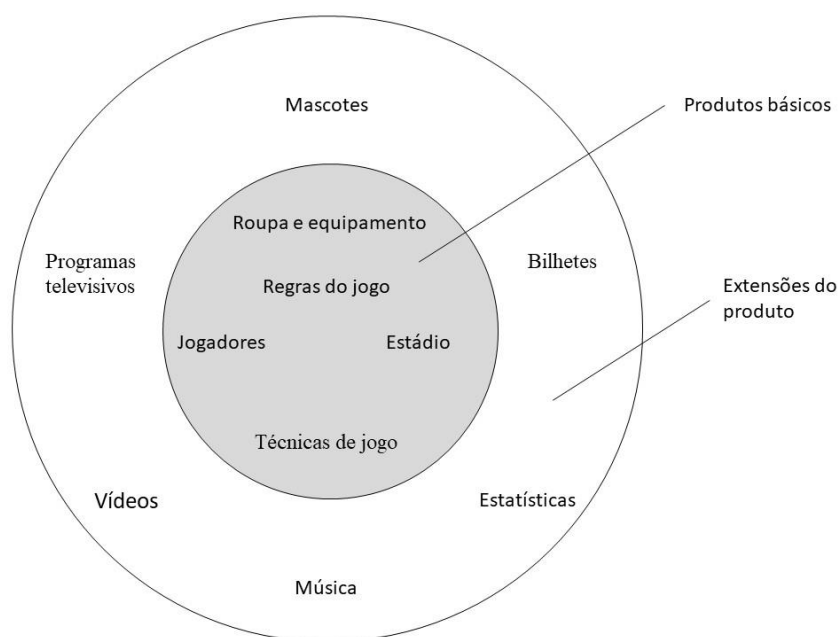 Mascotes
Produtos básicos
Roupa e equipamento
Programas
televisivos
Bilhetes
Regras do jogo
Extensões do
produto
Jogadores
Estádio
Técnicas de jogo
Vídeos
Estatísticas
Música